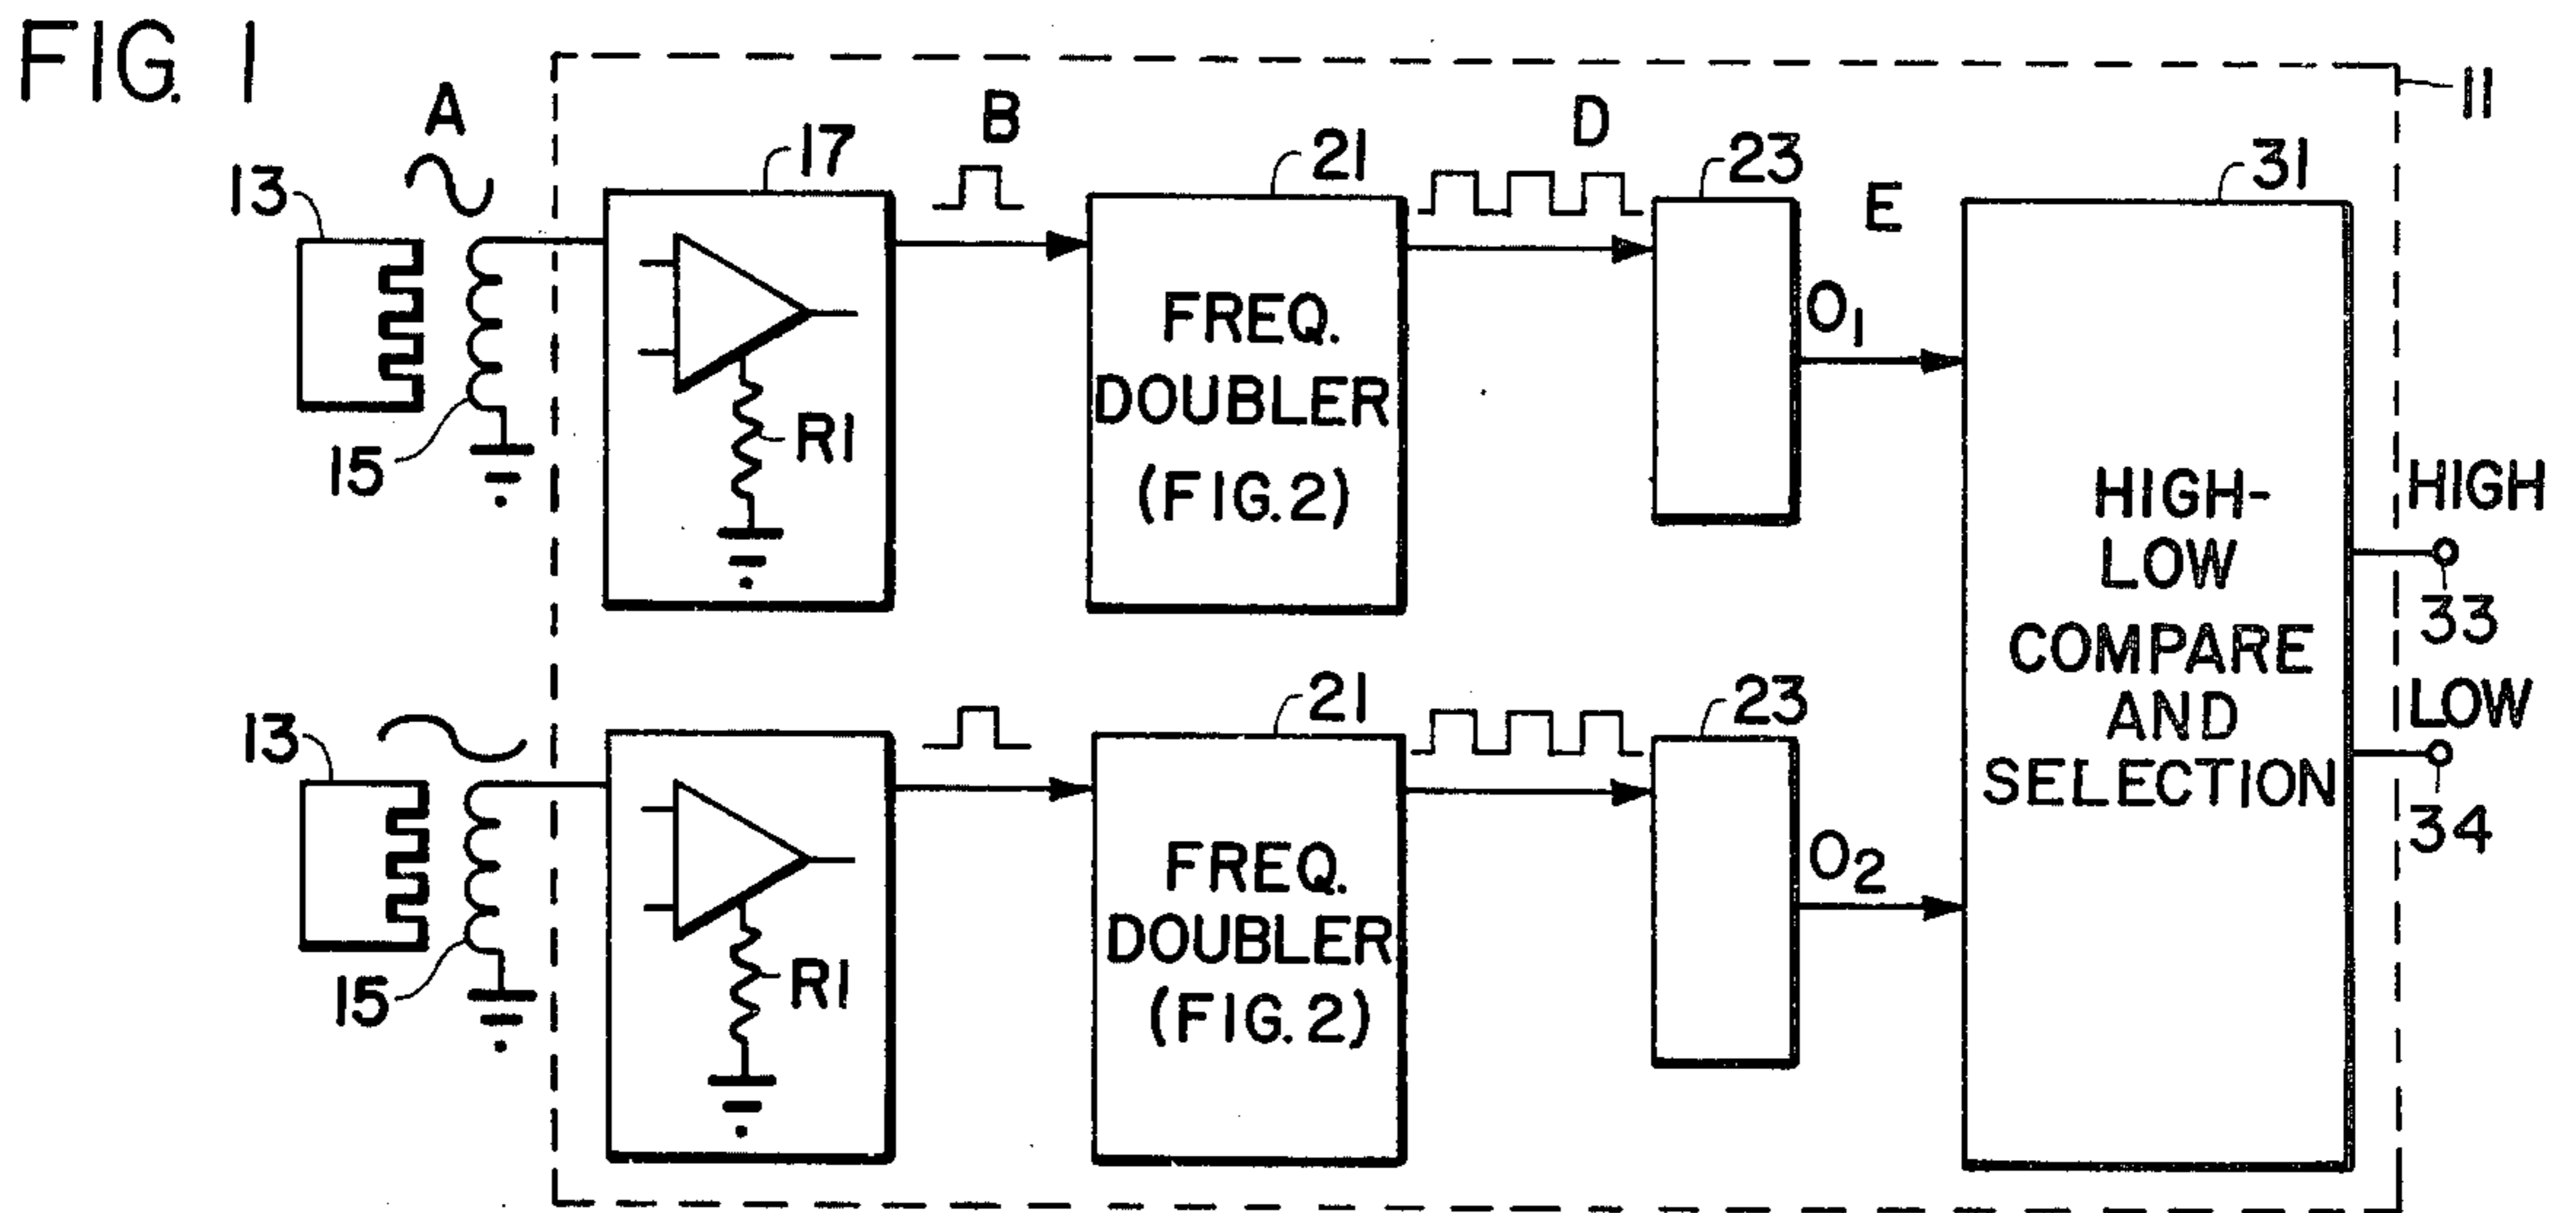 FIG. 1
A
B
D
E
11
13
17
21
23
31
15
R1
FREQ.
DOUBLER
(FIG. 2)
O1
HIGH-
LOW
COMPARE
AND
SELECTION
HIGH
33
LOW
34
13
21
23
15
R1
FREQ.
DOUBLER
(FIG. 2)
O2